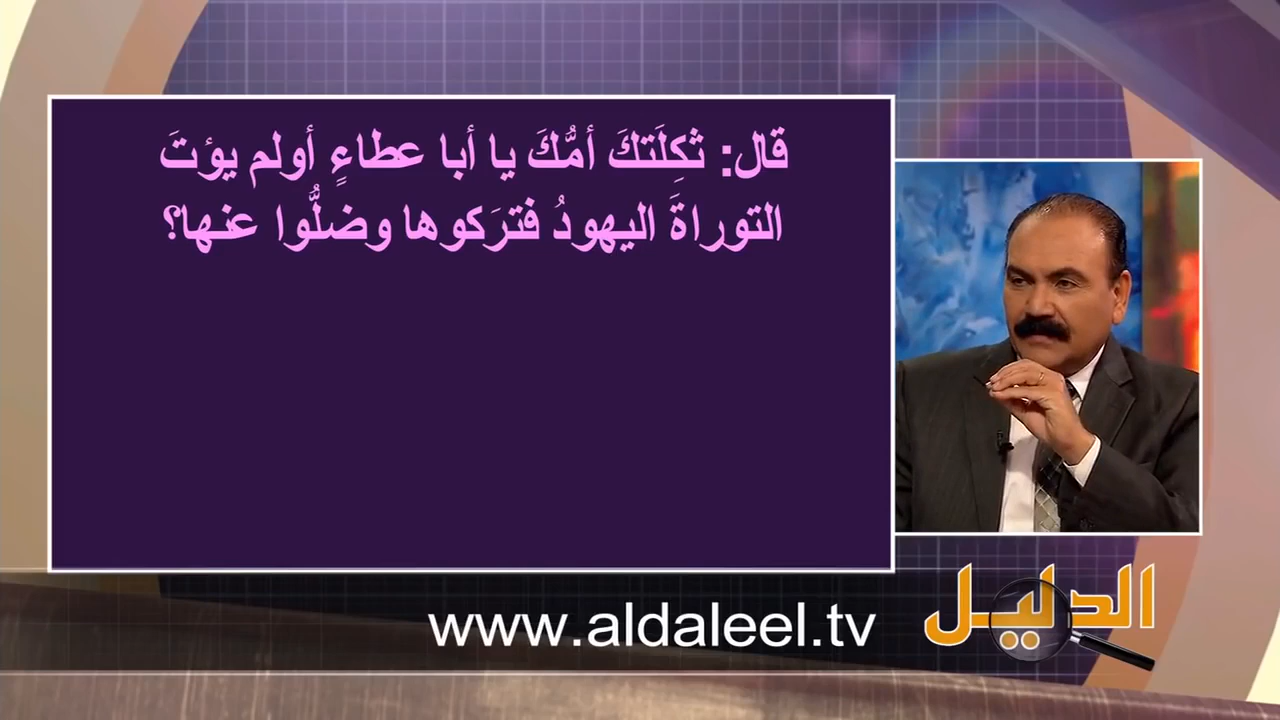 قال: ثكِلَتكَ أمُّكَ يا أبا عطاءٍ أولم يؤتَ
التوراةَ اليهودُ فترَكوها وضلُّوا عنها؟
الدليل
www.aldaleel.tv